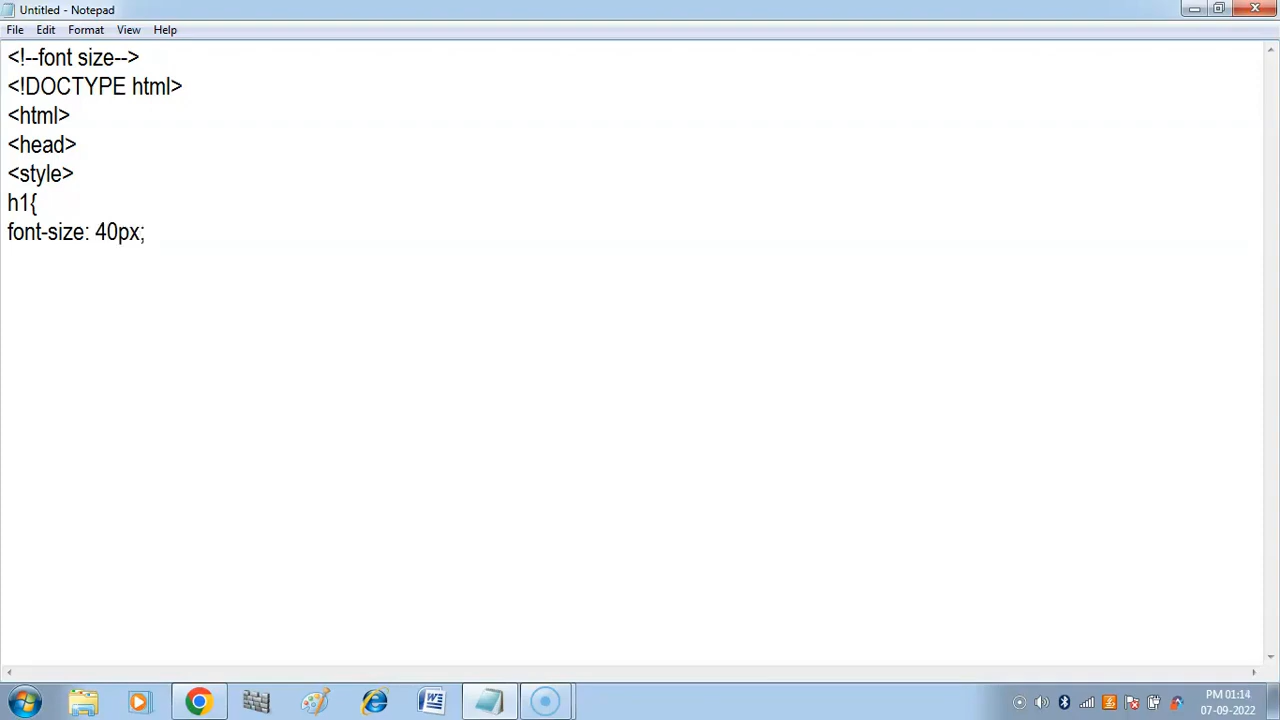 Untitled - Notepad
File Edit Format View Help
<!--font size-->
<!DOCTYPE html>
<html>
<head>
<style>
h1{
font-size: 40px;
PM 01:14
07-09-2022